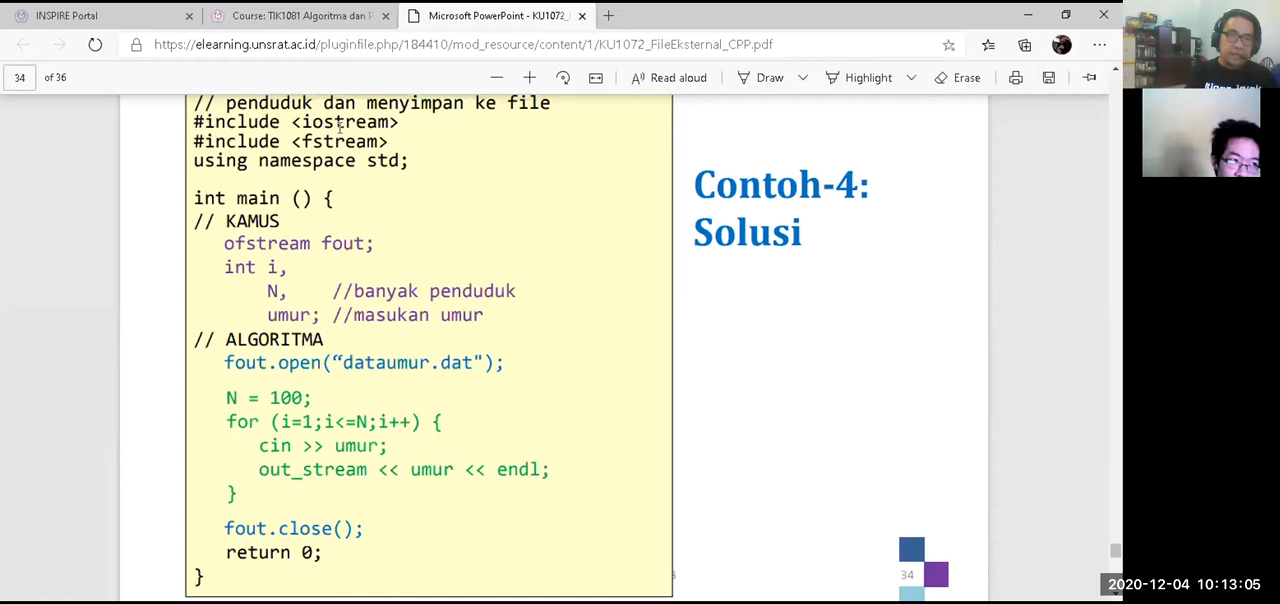 INSPIRE Portal
Course: TIK1081 Algoritma dan P
Microsoft PowerPoint - KU1072_
https://elearning.unsrat.ac.id/pluginfile.php/184410/mod_resource/content/1/KU1072_FileEksternal_CPP.pdf
34 of 36
Read aloud
Draw
Highlight
Erase
// penduduk dan menyimpan ke file
#include <iostream>
#include <fstream>
using namespace std;
int main () {
// KAMUS
ofstream fout;
int i,
N, //banyak penduduk
umur; //masukan umur
// ALGORITMA
fout.open(“dataumur.dat");
N = 100;
for (i=1;i<=N;i++) {
cin >> umur;
out_stream << umur << endl;
}
fout.close();
return 0;
}
Contoh-4:
Solusi
34
2020-12-04 10:13:05